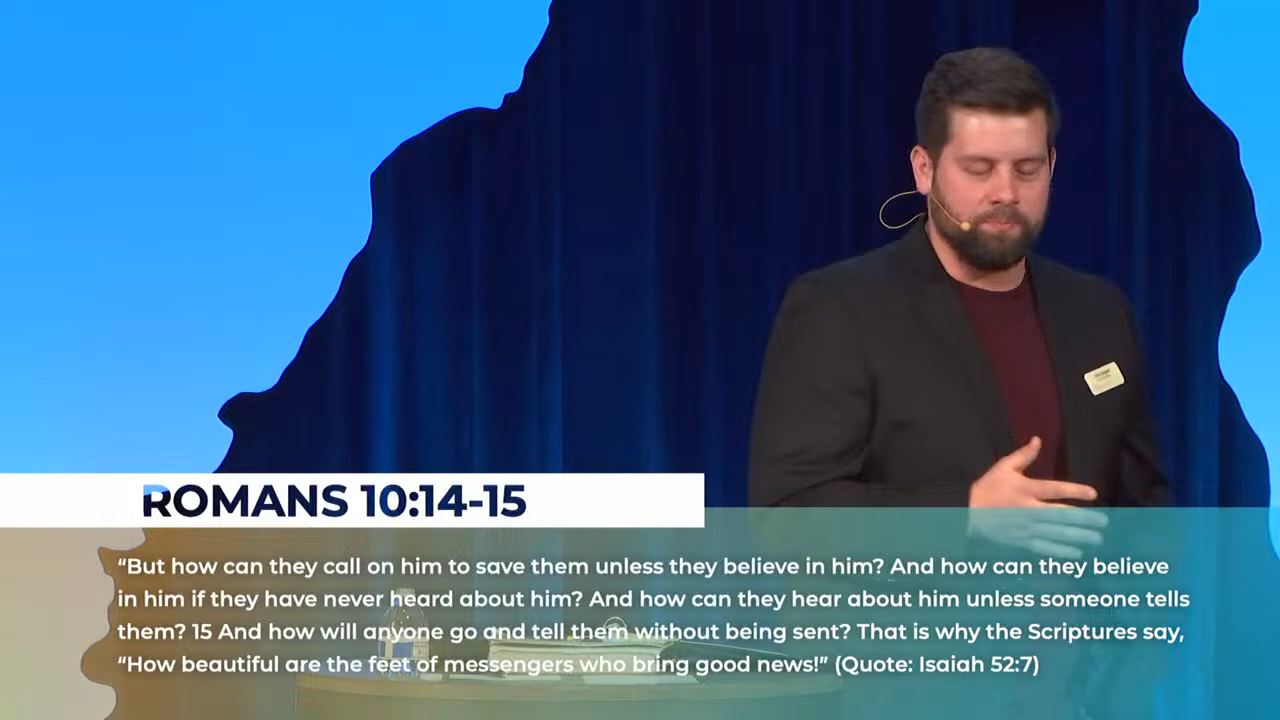 ROMANS 10:14-15
“But how can they call on him to save them unless they believe in him? And how can they believe
in him if they have never heard about him? And how can they hear about him unless someone tells
them? 15 And how will anyone go and tell them without being sent? That is why the Scriptures say,
“How beautiful are the feet of messengers who bring good news!” (Quote: Isaiah 52:7)